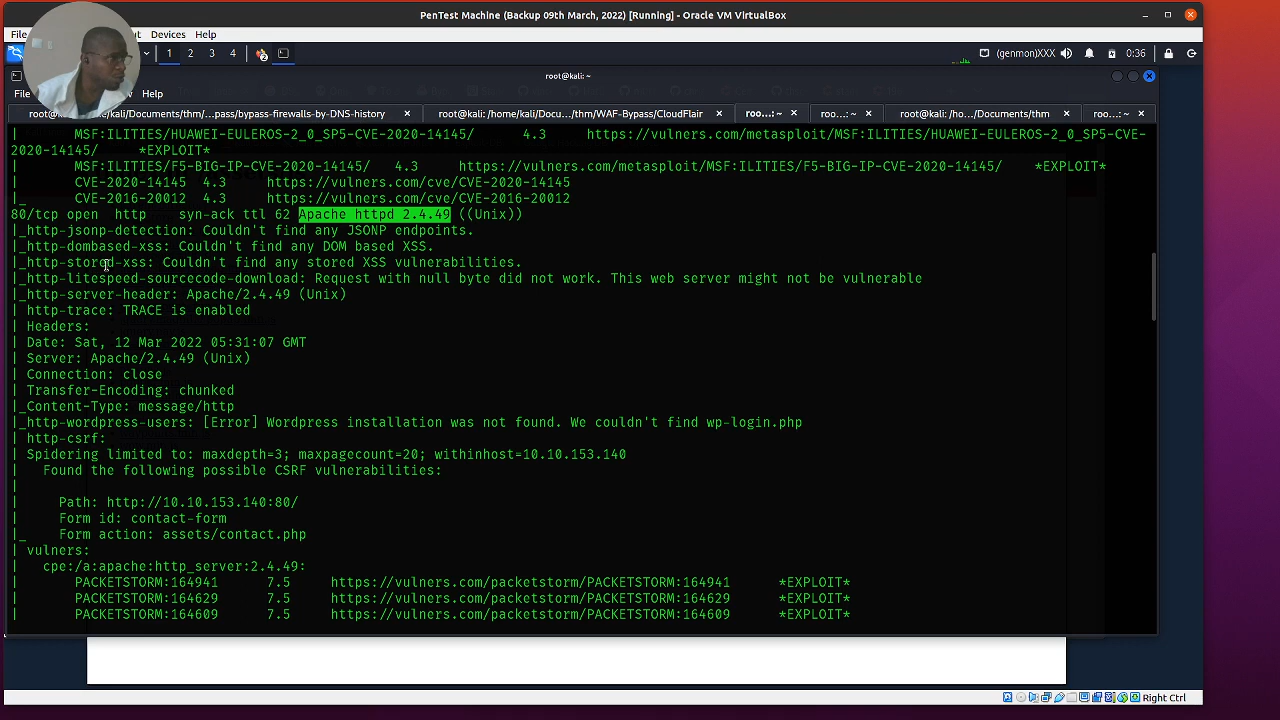 PenTest Machine (Backup 09th March, 2022) [Running] - Oracle VM VirtualBox
File Devices Help
1 2 3 4 (genmon)XXX 0:36
root@kali: ~
File Help
root@k /home/kali/Documents/thm/...pass/bypass-firewalls-by-DNS-history root@kali: /home/kali/Docu.../thm/WAF-Bypass/CloudFlair roo...: ~ roo...: ~ root@kali: /ho.../Documents/thm roo...: ~
| MSF:ILITIES/HUAWEI-EULEROS-2_0_SP5-CVE-2020-14145/ 4.3 https://vulners.com/metasploit/MSF:ILITIES/HUAWEI-EULEROS-2_0_SP5-CVE-
2020-14145/ *EXPLOIT*
| MSF:ILITIES/F5-BIG-IP-CVE-2020-14145/ 4.3 https://vulners.com/metasploit/MSF:ILITIES/F5-BIG-IP-CVE-2020-14145/ *EXPLOIT*
| CVE-2020-14145 4.3 https://vulners.com/cve/CVE-2020-14145
|_ CVE-2016-20012 4.3 https://vulners.com/cve/CVE-2016-20012
80/tcp open http syn-ack ttl 62 Apache httpd 2.4.49 ((Unix))
|_http-jsonp-detection: Couldn't find any JSONP endpoints.
|_http-dombased-xss: Couldn't find any DOM based XSS.
|_http-stored-xss: Couldn't find any stored XSS vulnerabilities.
|_http-litespeed-sourcecode-download: Request with null byte did not work. This web server might not be vulnerable
|_http-server-header: Apache/2.4.49 (Unix)
| http-trace: TRACE is enabled
| Headers:
| Date: Sat, 12 Mar 2022 05:31:07 GMT
| Server: Apache/2.4.49 (Unix)
| Connection: close
| Transfer-Encoding: chunked
|_Content-Type: message/http
|_http-wordpress-users: [Error] Wordpress installation was not found. We couldn't find wp-login.php
| http-csrf:
| Spidering limited to: maxdepth=3; maxpagecount=20; withinhost=10.10.153.140
| Found the following possible CSRF vulnerabilities:
|
| Path: http://10.10.153.140:80/
| Form id: contact-form
|_ Form action: assets/contact.php
| vulners:
| cpe:/a:apache:http_server:2.4.49:
| PACKETSTORM:164941 7.5 https://vulners.com/packetstorm/PACKETSTORM:164941 *EXPLOIT*
| PACKETSTORM:164629 7.5 https://vulners.com/packetstorm/PACKETSTORM:164629 *EXPLOIT*
| PACKETSTORM:164609 7.5 https://vulners.com/packetstorm/PACKETSTORM:164609 *EXPLOIT*
Right Ctrl